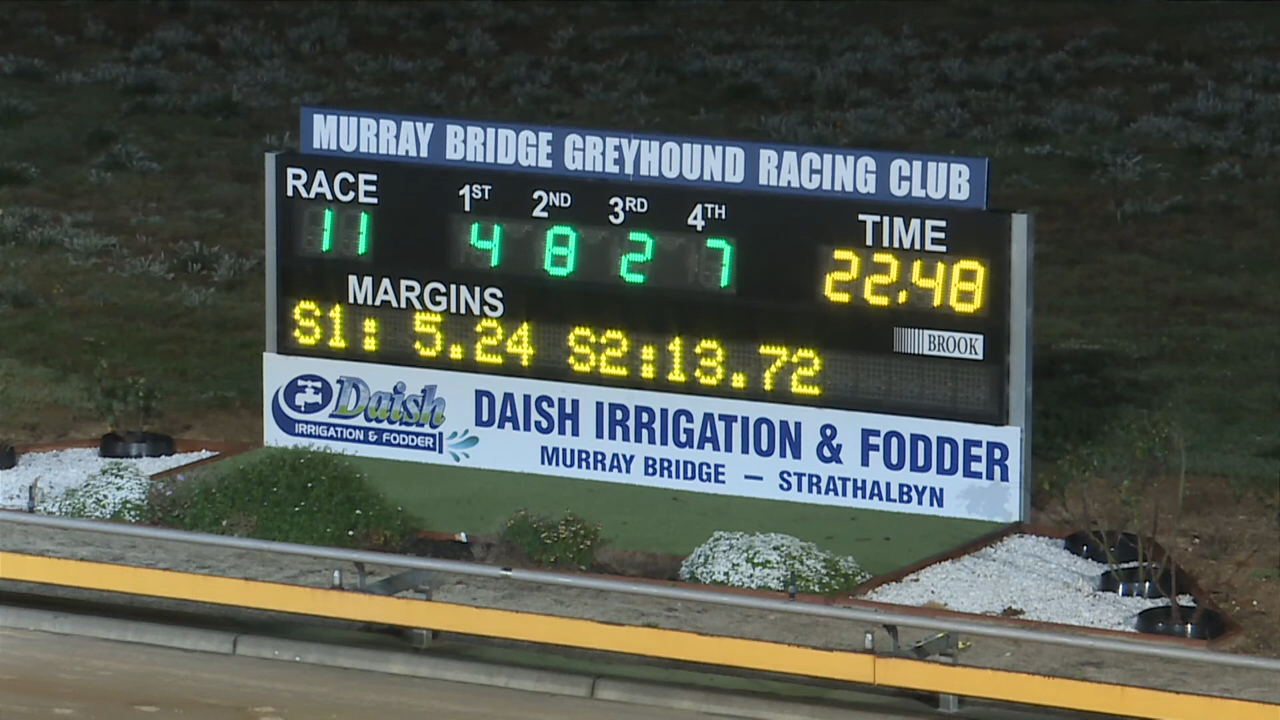 MURRAY BRIDGE GREYHOUND RACING CLUB
RACE 1ST 2ND 3RD 4TH TIME
11 4 8 2 7 22.48
MARGINS
S1: 5.24 S2:13.72
BROOK
Daish
IRRIGATION & FODDER
DAISH IRRIGATION & FODDER
MURRAY BRIDGE – STRATHALBYN